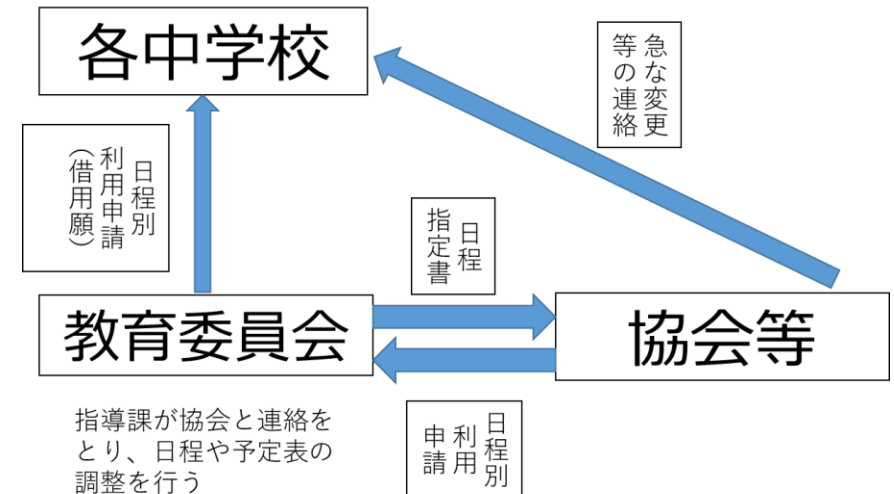 各中学校
急な変更
等の連絡
日程別
利用申請
（借用願）
日程
指定書
教育委員会
協会等
指導課が協会と連絡を
とり、日程や予定表の
調整を行う
日程別
利用
申請